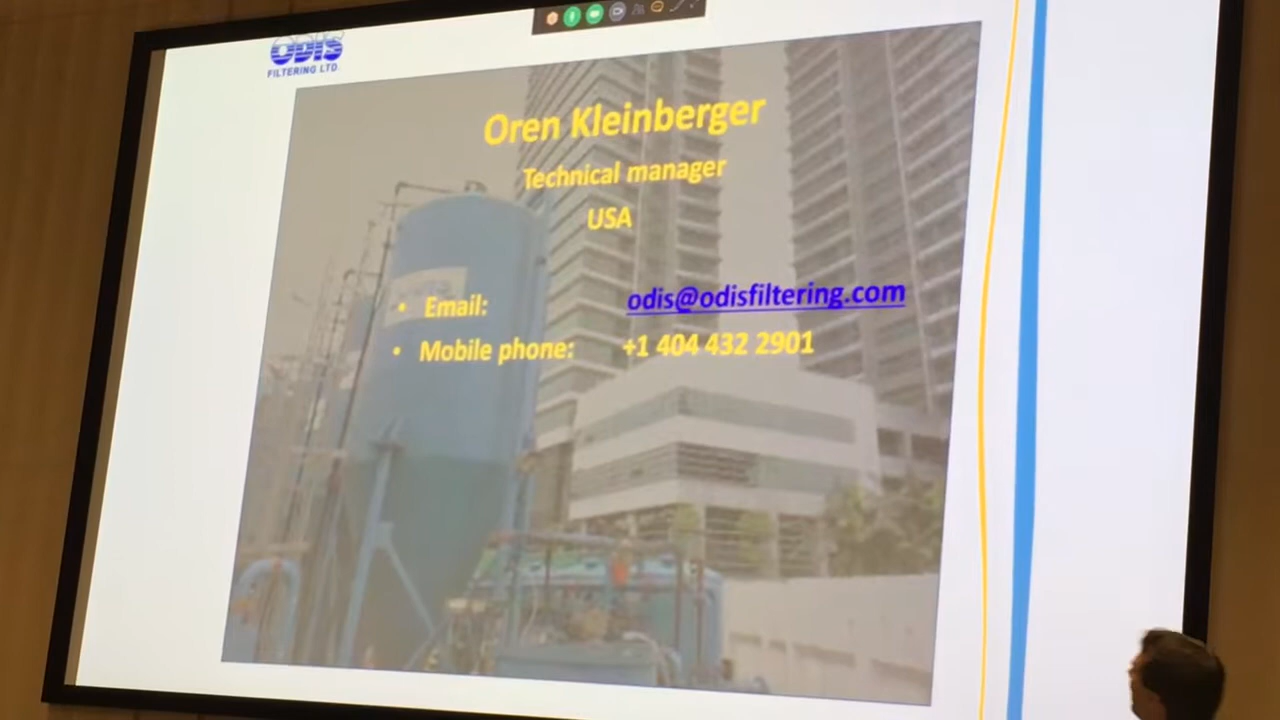 ODIS
FILTERING LTD.
Oren Kleinberger
Technical manager
USA
• Email: odis@odisfiltering.com
• Mobile phone: +1 404 432 2901